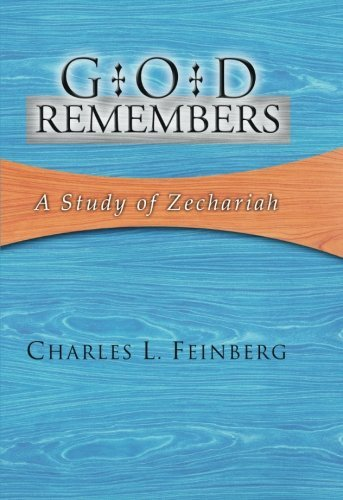 G‡O‡D
REMEMBERS
A Study of Zechariah
CHARLES L. FEINBERG